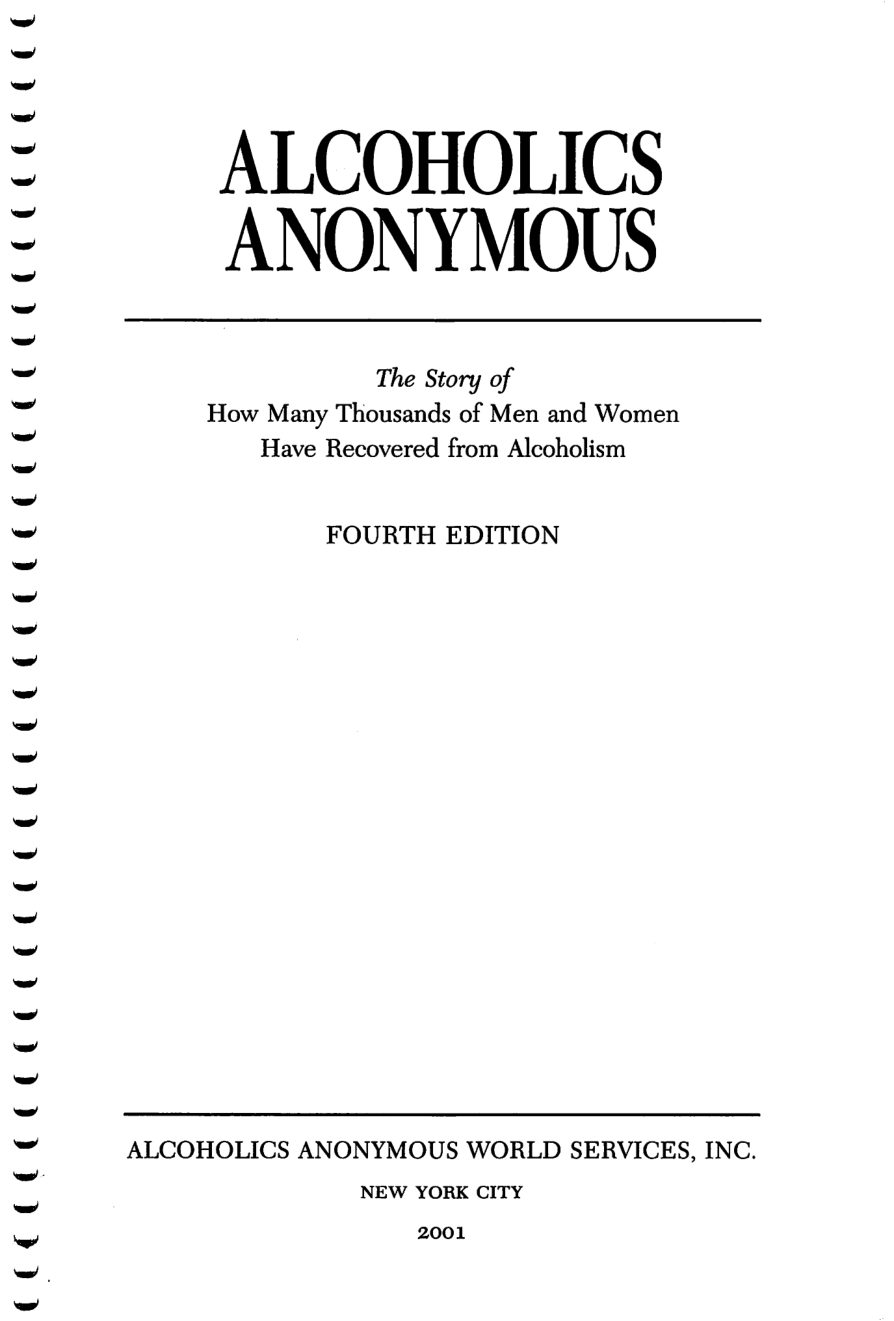 ALCOHOLICS
ANONYMOUS
The Story of
How Many Thousands of Men and Women
Have Recovered from Alcoholism
FOURTH EDITION
ALCOHOLICS ANONYMOUS WORLD SERVICES, INC.
NEW YORK CITY
2001